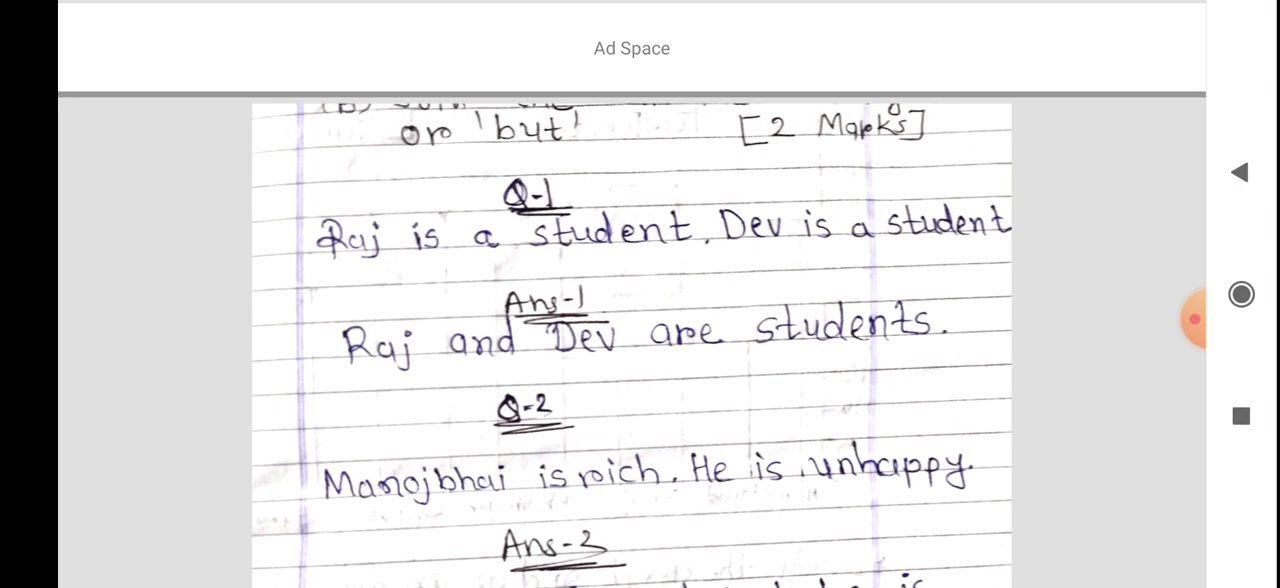 Ad Space
or 'but' [2 Marks]
Q-1
Raj is a student. Dev is a student
Ans-1
Raj and Dev are students.
Q-2
Manojbhai is rich. He is unhappy.
Ans-2
is